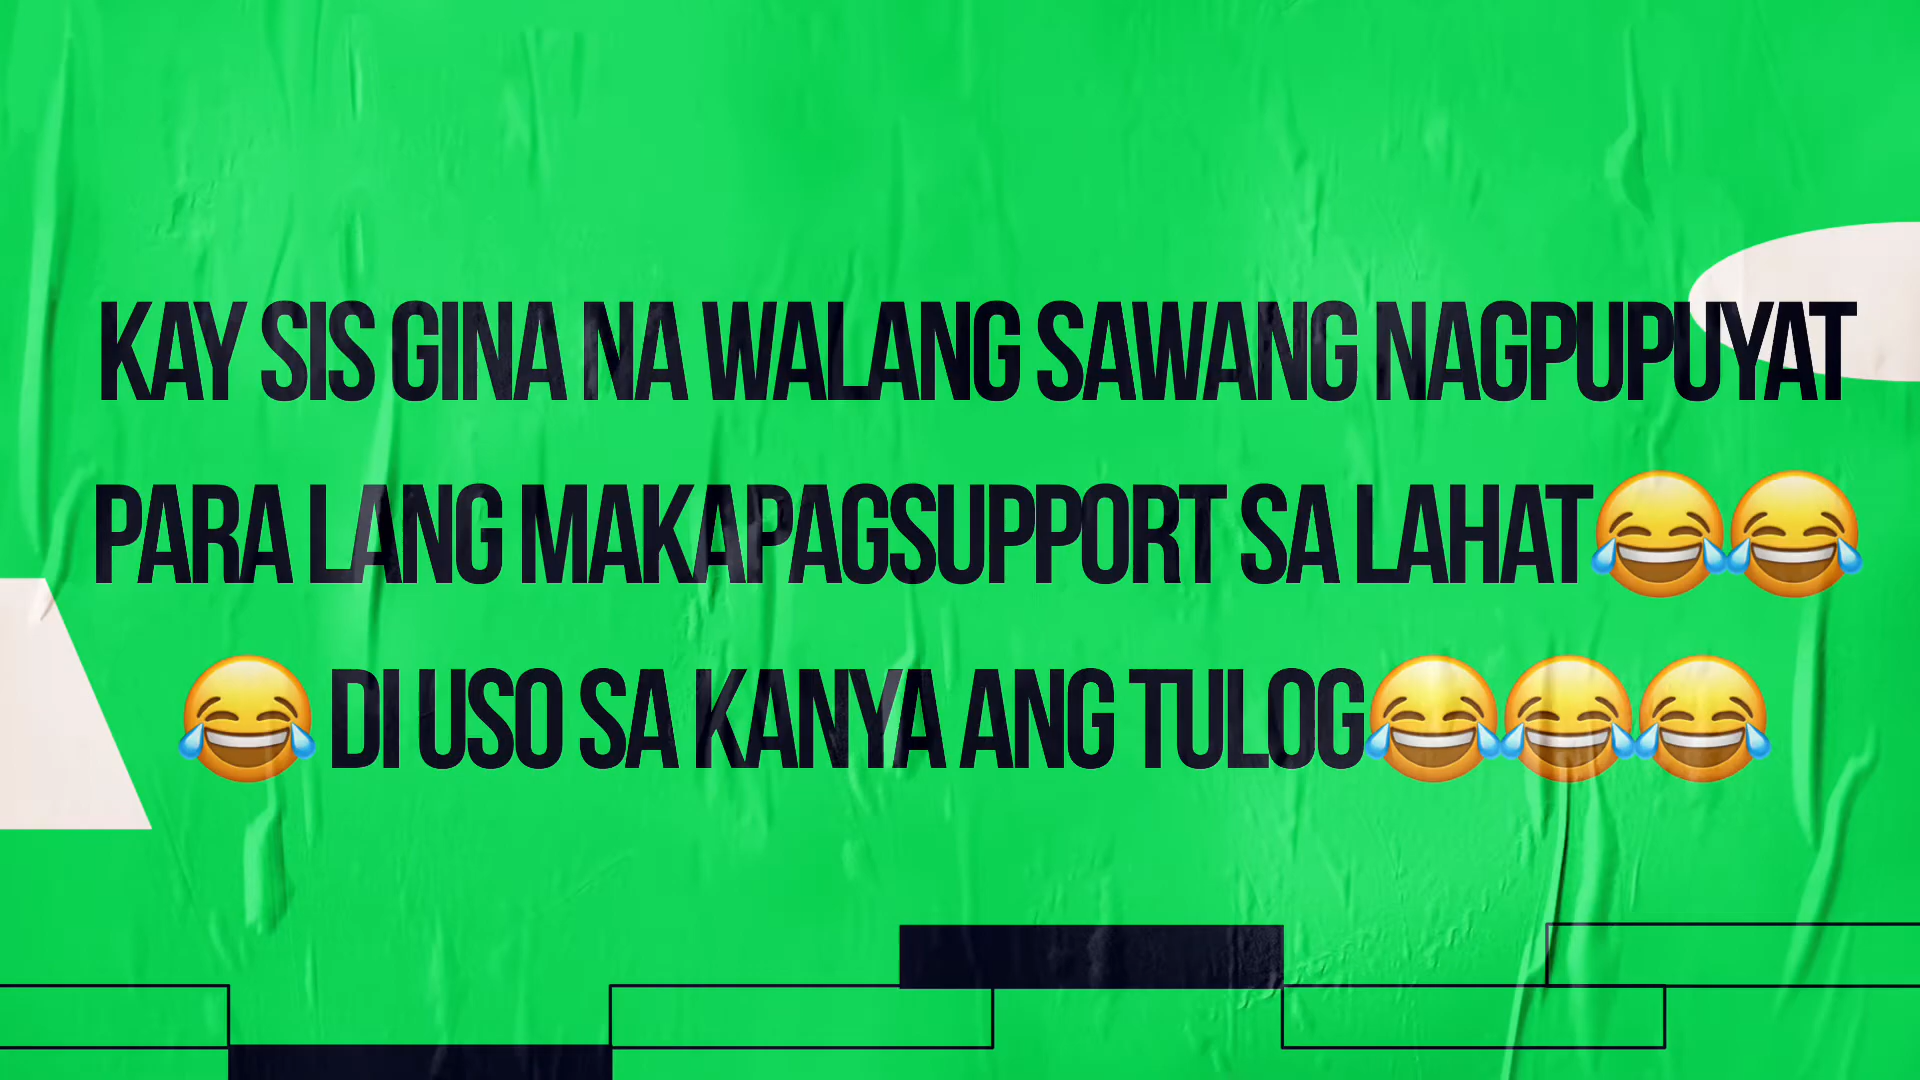 KAY SIS GINA NA WALANG SAWANG NAGPUPUYAT
PARA LANG MAKAPAGSUPPORT SA LAHAT😂😂
😂 DI USO SA KANYA ANG TULOG😂😂😂